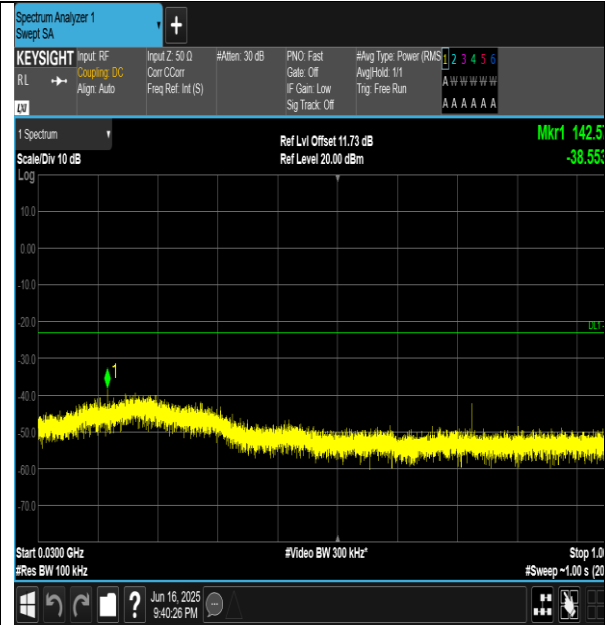 Spectrum Analyzer 1
Swept SA
+
KEYSIGHT
RL
LXI
Input: RF
Coupling: DC
Align: Auto
Input Z: 50 Ω
Corr CCorr
Freq Ref: Int (S)
#Atten: 30 dB
PNO: Fast
Gate: Off
IF Gain: Low
Sig Track: Off
#Avg Type: Power (RMS
Avg|Hold: 1/1
Trig: Free Run
1 2 3 4 5 6
A W W W W W
A A A A A A
1 Spectrum
Scale/Div 10 dB
Log
Ref Lvl Offset 11.73 dB
Ref Level 20.00 dBm
Mkr1 142.5
-38.553
10.0
0.00
-10.0
-20.0
DL1
-30.0
1
-40.0
-50.0
-60.0
-70.0
Start 0.0300 GHz
#Res BW 100 kHz
#Video BW 300 kHz*
Stop 1.0
#Sweep ~1.00 s (20
?
Jun 16, 2025
9:40:26 PM